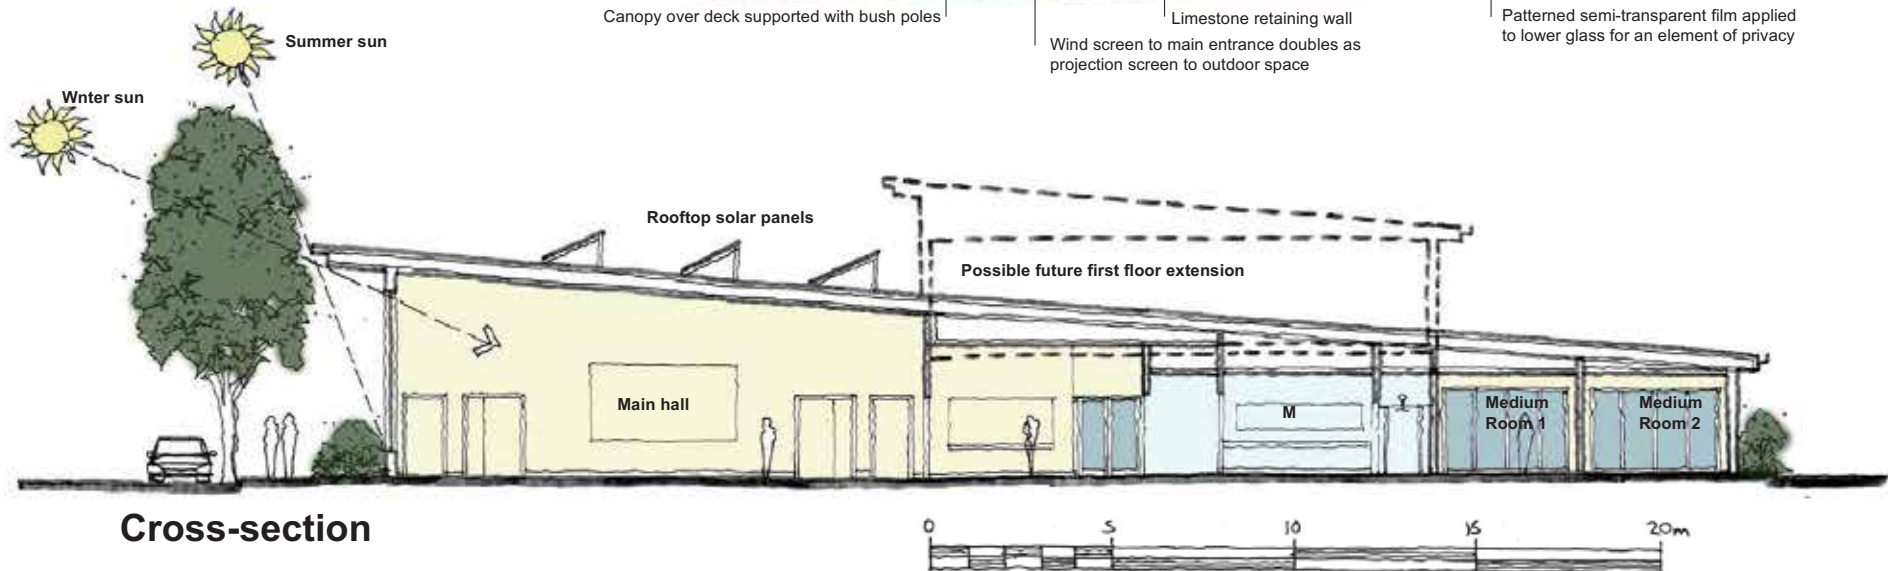 Canopy over deck supported with bush poles
Limestone retaining wall
Wind screen to main entrance doubles as
projection screen to outdoor space
Patterned semi-transparent film applied
to lower glass for an element of privacy
Summer sun
Wnter sun
Rooftop solar panels
Possible future first floor extension
Main hall
M
Medium
Room 1
Medium
Room 2
Cross-section
0 5 10 15 20m